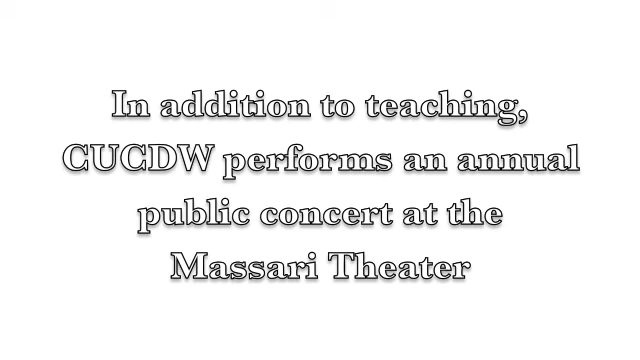 In addition to teaching,
CUCDW performs an annual
public concert at the
Massari Theater